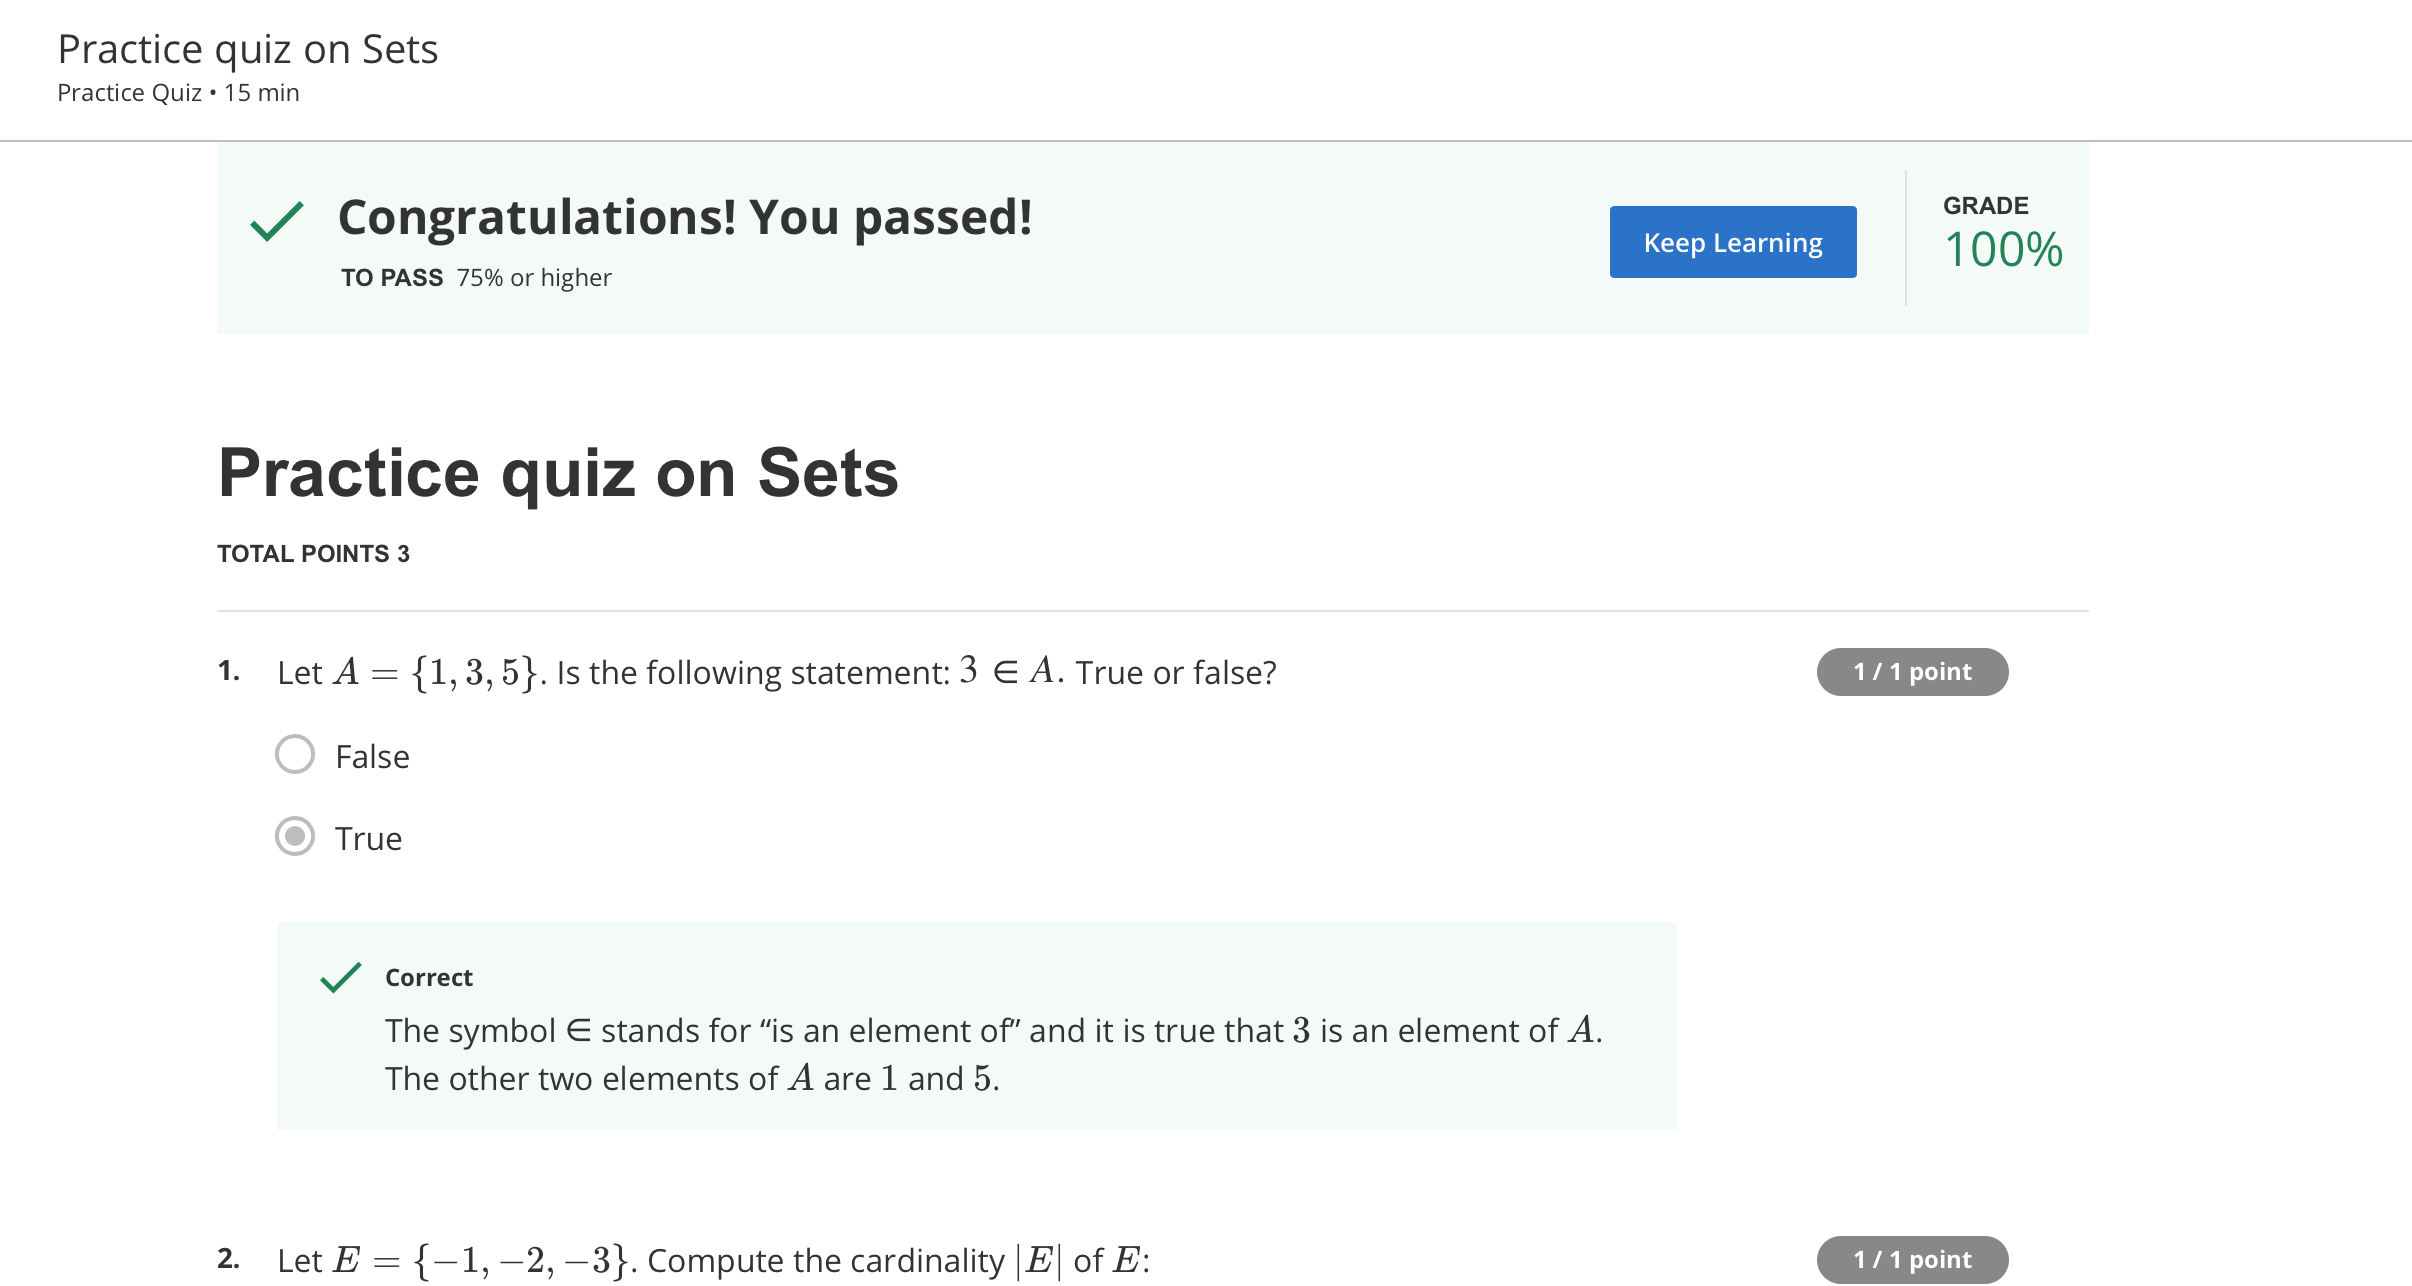 Practice quiz on Sets
Practice Quiz • 15 min
Congratulations! You passed!
TO PASS 75% or higher
Keep Learning
GRADE
100%
Practice quiz on Sets
TOTAL POINTS 3
1. Let A = {1, 3, 5}. Is the following statement: 3 ∈ A. True or false?
1 / 1 point
False
True
Correct
The symbol ∈ stands for “is an element of” and it is true that 3 is an element of A.
The other two elements of A are 1 and 5.
2. Let E = {−1, −2, −3}. Compute the cardinality |E| of E:
1 / 1 point